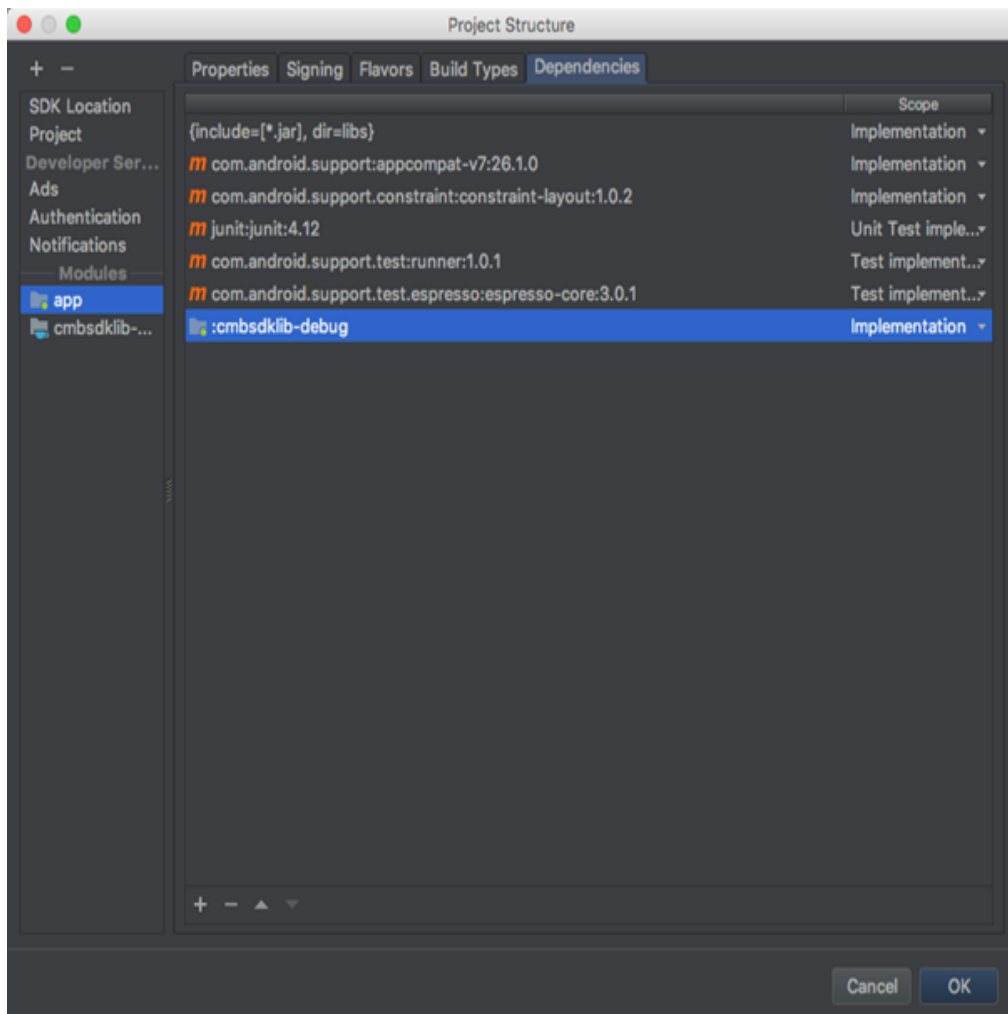 Project Structure
Properties Signing Flavors Build Types Dependencies
SDK Location
Project
Developer Ser...
Ads
Authentication
Notifications
Modules
app
cmbsdklib-...
Scope
{include=[*.jar], dir=libs} Implementation
m com.android.support:appcompat-v7:26.1.0 Implementation
m com.android.support.constraint:constraint-layout:1.0.2 Implementation
m junit:junit:4.12 Unit Test imple...
m com.android.support.test:runner:1.0.1 Test implement...
m com.android.support.test.espresso:espresso-core:3.0.1 Test implement...
:cmbsdklib-debug Implementation
Cancel OK